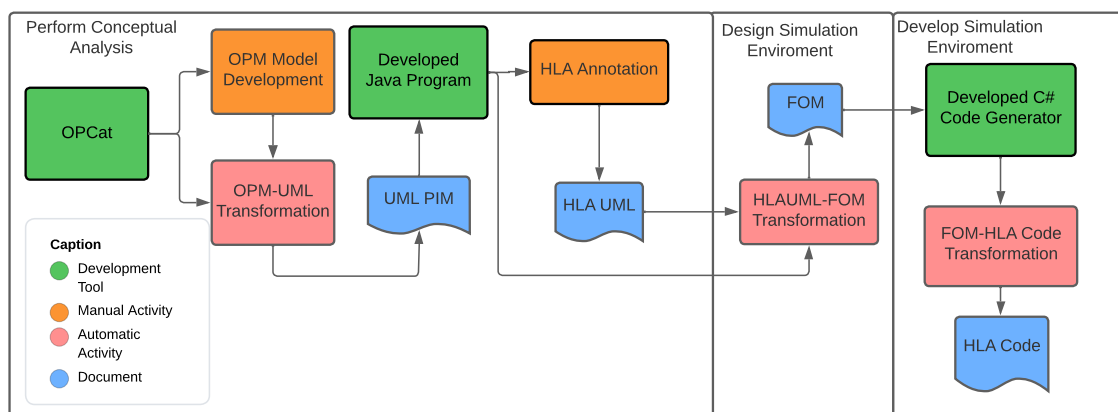 Perform Conceptual
Analysis
OPCat
OPM Model
Development
OPM-UML
Transformation
Developed
Java Program
UML PIM
HLA Annotation
HLA UML
Caption
Development
Tool
Manual Activity
Automatic
Activity
Document
Design Simulation
Enviroment
FOM
HLAUML-FOM
Transformation
Develop Simulation
Enviroment
Developed C#
Code Generator
FOM-HLA Code
Transformation
HLA Code